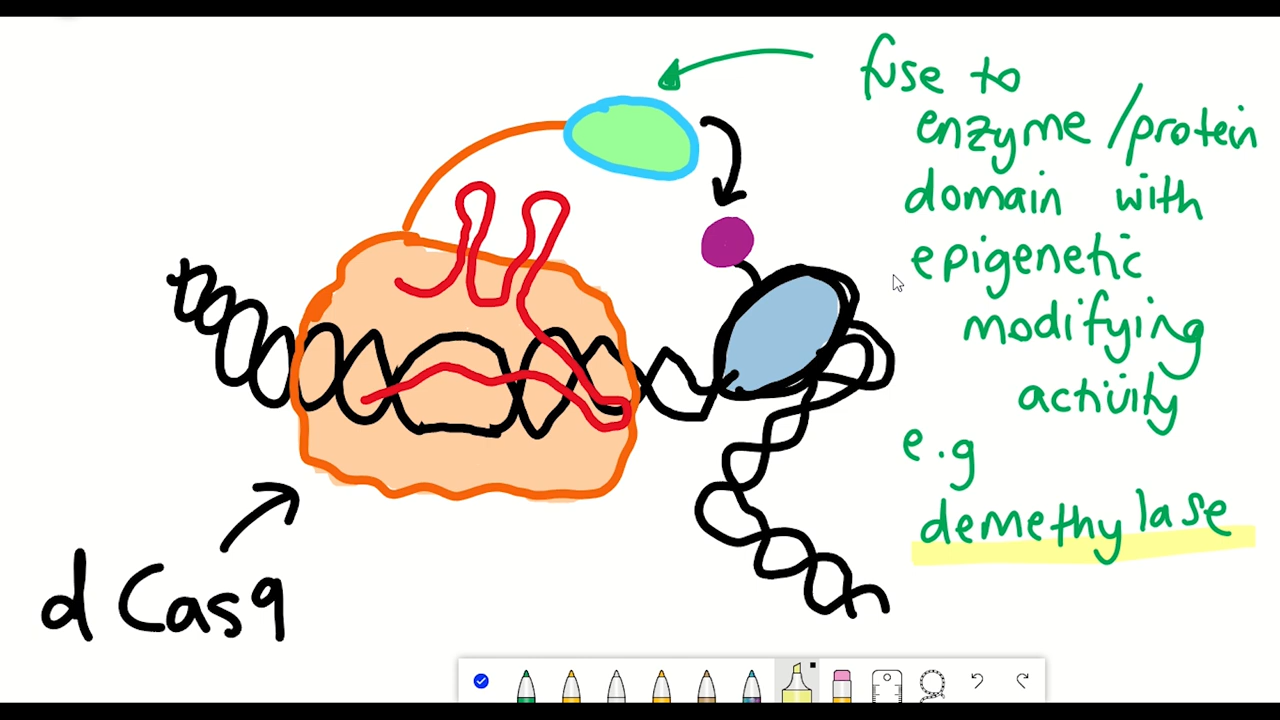 fuse to
enzyme/protein
domain with
epigenetic
modifying
activity
e.g
demethylase
dCas9